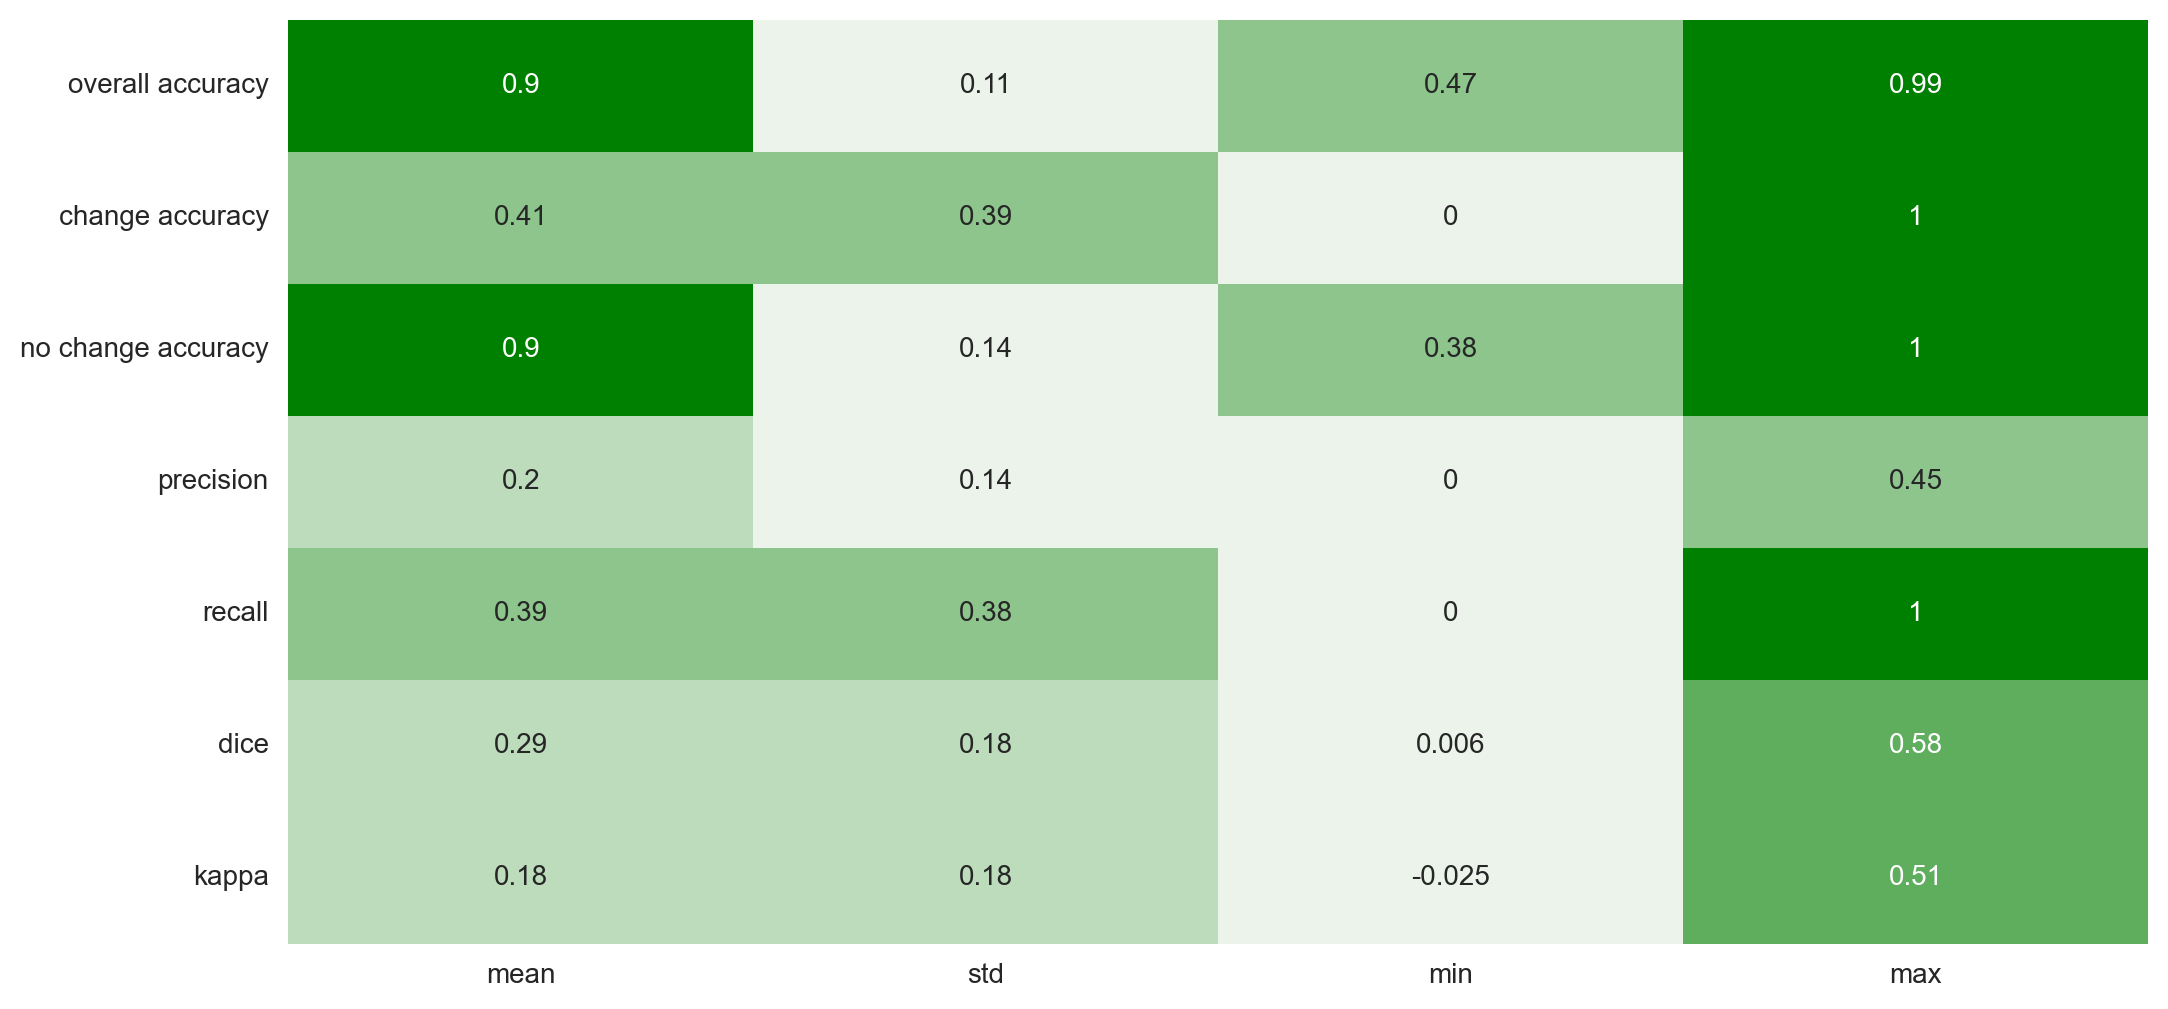 overall accuracy 0.9 0.11 0.47 0.99
change accuracy 0.41 0.39 0 1
no change accuracy 0.9 0.14 0.38 1
precision 0.2 0.14 0 0.45
recall 0.39 0.38 0 1
dice 0.29 0.18 0.006 0.58
kappa 0.18 0.18 -0.025 0.51
mean std min max